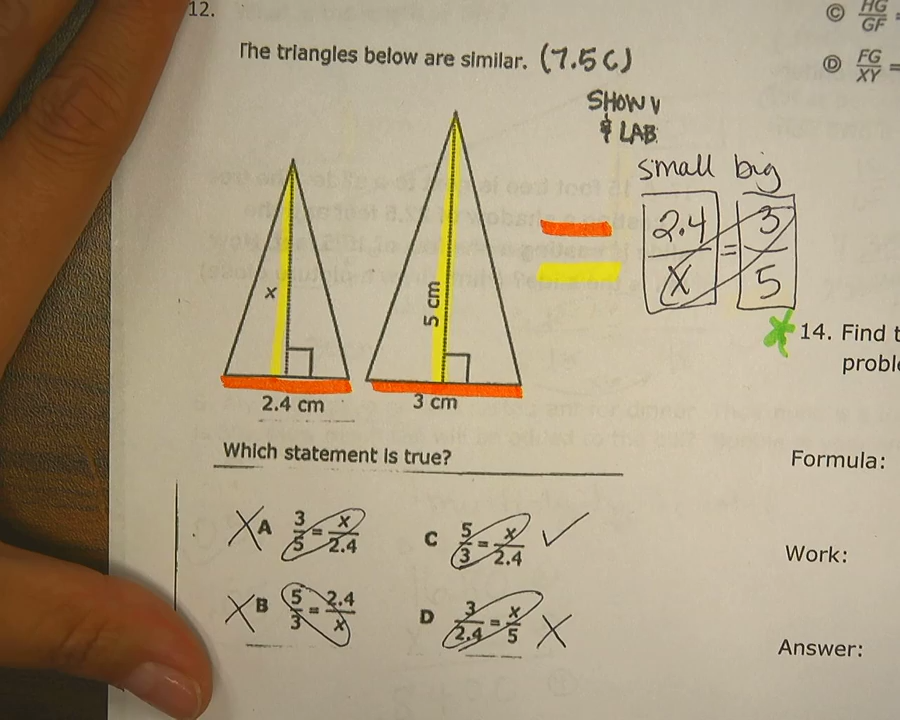 12.
The triangles below are similar. (7.5C)
SHOW
& LAB
small big
2.4/x = 3/5
x
5 cm
2.4 cm
3 cm
Which statement is true?
A 3/5 = x/2.4
C 5/3 = x/2.4
B 5/3 = 2.4/x
D 3/2.4 = x/5
Ⓒ HG/GF =
Ⓓ FG/XY =
14. Find t
proble
Formula:
Work:
Answer: